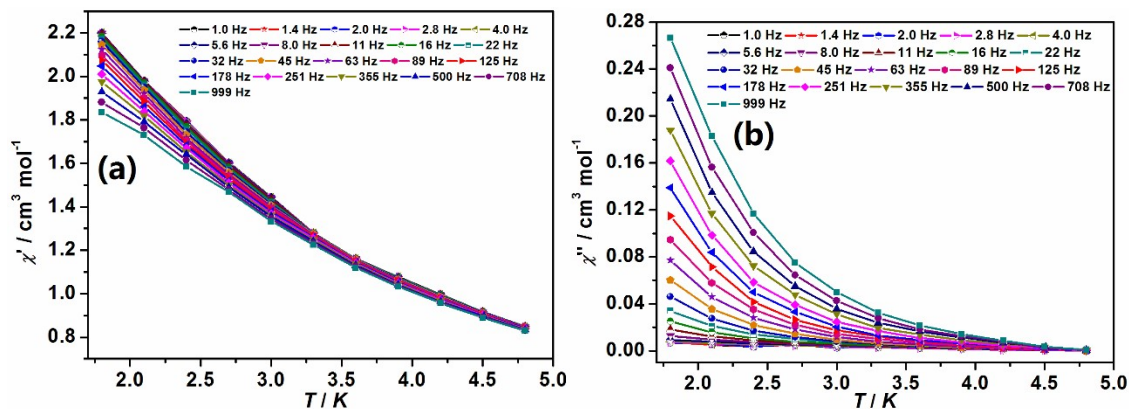 1.0 Hz 1.4 Hz 2.0 Hz 2.8 Hz 4.0 Hz
5.6 Hz 8.0 Hz 11 Hz 16 Hz 22 Hz
32 Hz 45 Hz 63 Hz 89 Hz 125 Hz
178 Hz 251 Hz 355 Hz 500 Hz 708 Hz
999 Hz
(a)
χ' / cm³ mol⁻¹
2.2
2.0
1.8
1.6
1.4
1.2
1.0
0.8
2.0 2.5 3.0 3.5 4.0 4.5 5.0
T / K
1.0 Hz 1.4 Hz 2.0 Hz 2.8 Hz 4.0 Hz
5.6 Hz 8.0 Hz 11 Hz 16 Hz 22 Hz
32 Hz 45 Hz 63 Hz 89 Hz 125 Hz
178 Hz 251 Hz 355 Hz 500 Hz 708 Hz
999 Hz
(b)
χ'' / cm³ mol⁻¹
0.28
0.24
0.20
0.16
0.12
0.08
0.04
0.00
2.0 2.5 3.0 3.5 4.0 4.5 5.0
T / K